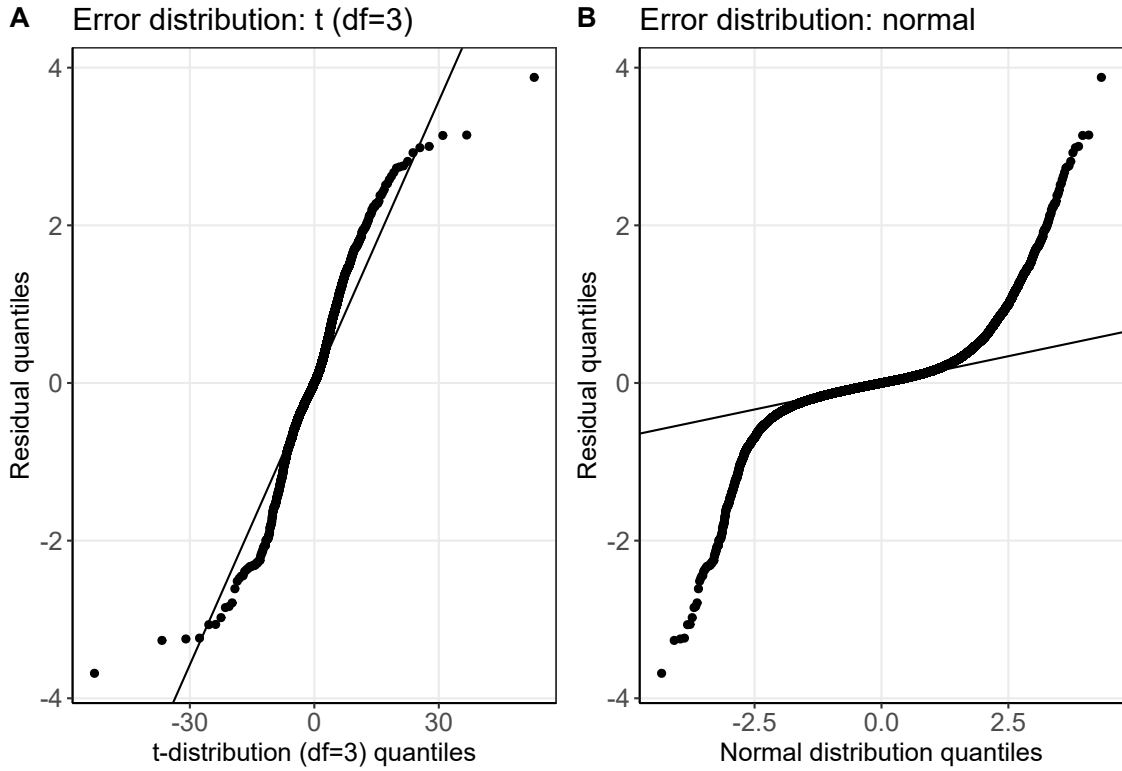 A Error distribution: t (df=3)
4
2
0
-2
-4
Residual quantiles
-30 0 30
t-distribution (df=3) quantiles
B Error distribution: normal
4
2
0
-2
-4
Residual quantiles
-2.5 0.0 2.5
Normal distribution quantiles